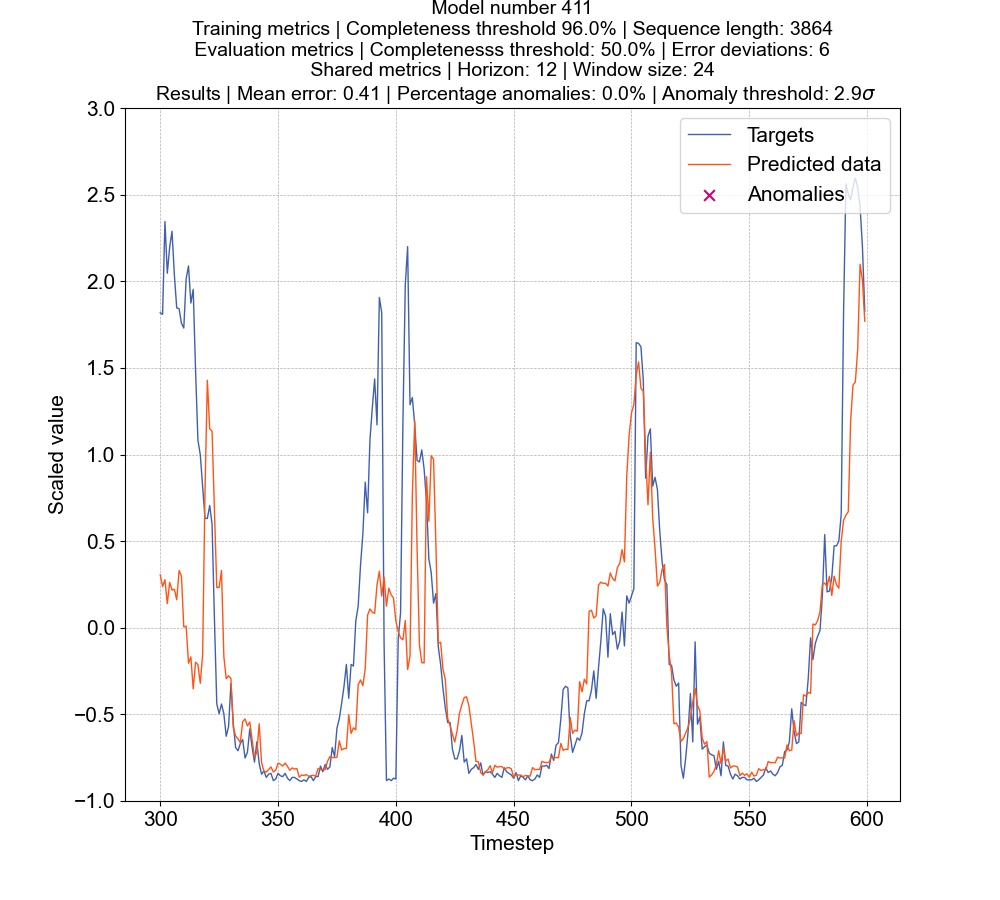 Model number 411
Training metrics | Completeness threshold 96.0% | Sequence length: 3864
Evaluation metrics | Completenesss threshold: 50.0% | Error deviations: 6
Shared metrics | Horizon: 12 | Window size: 24
Results | Mean error: 0.41 | Percentage anomalies: 0.0% | Anomaly threshold: 2.9σ
3.0
2.5
2.0
1.5
1.0
0.5
0.0
−0.5
−1.0
Scaled value
Targets
Predicted data
Anomalies
300
350
400
450
500
550
600
Timestep